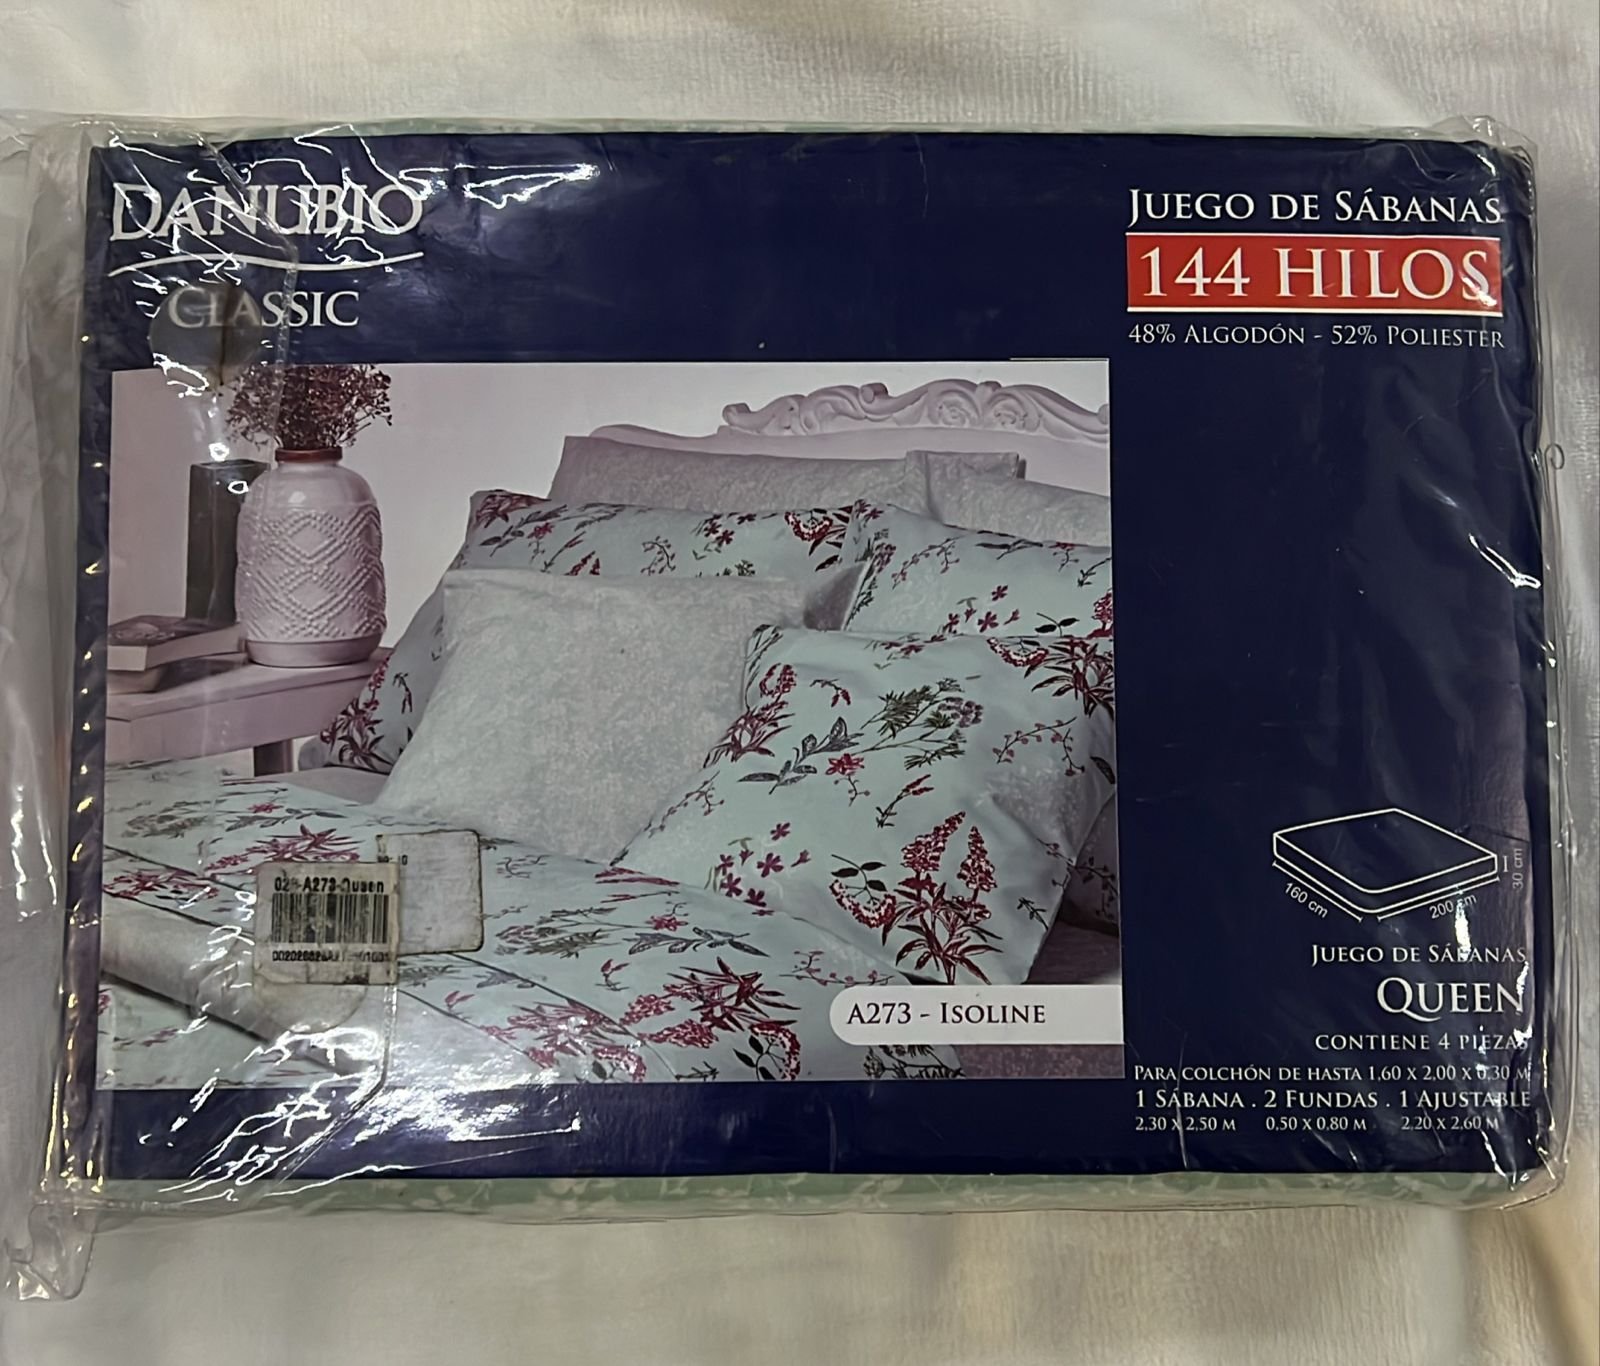 DANUBIO
CLASSIC
JUEGO DE SÁBANAS
144 HILOS
48% ALGODÓN - 52% POLIESTER
A273 - ISOLINE
160 cm
200 cm
30 cm
JUEGO DE SÁBANAS
QUEEN
CONTIENE 4 PIEZAS
PARA COLCHÓN DE HASTA 1,60 X 2,00 X 0,30 M
1 SÁBANA . 2 FUNDAS . 1 AJUSTABLE
2,30 X 2,50 M 0,50 X 0,80 M 2,20 X 2,60 M
A273-Queen